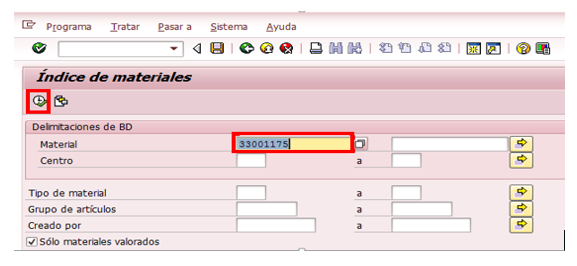 Programa Tratar Pasar a Sistema Ayuda
Índice de materiales
Delimitaciones de BD
Material 33001175
Centro a
Tipo de material a
Grupo de artículos a
Creado por a
Sólo materiales valorados